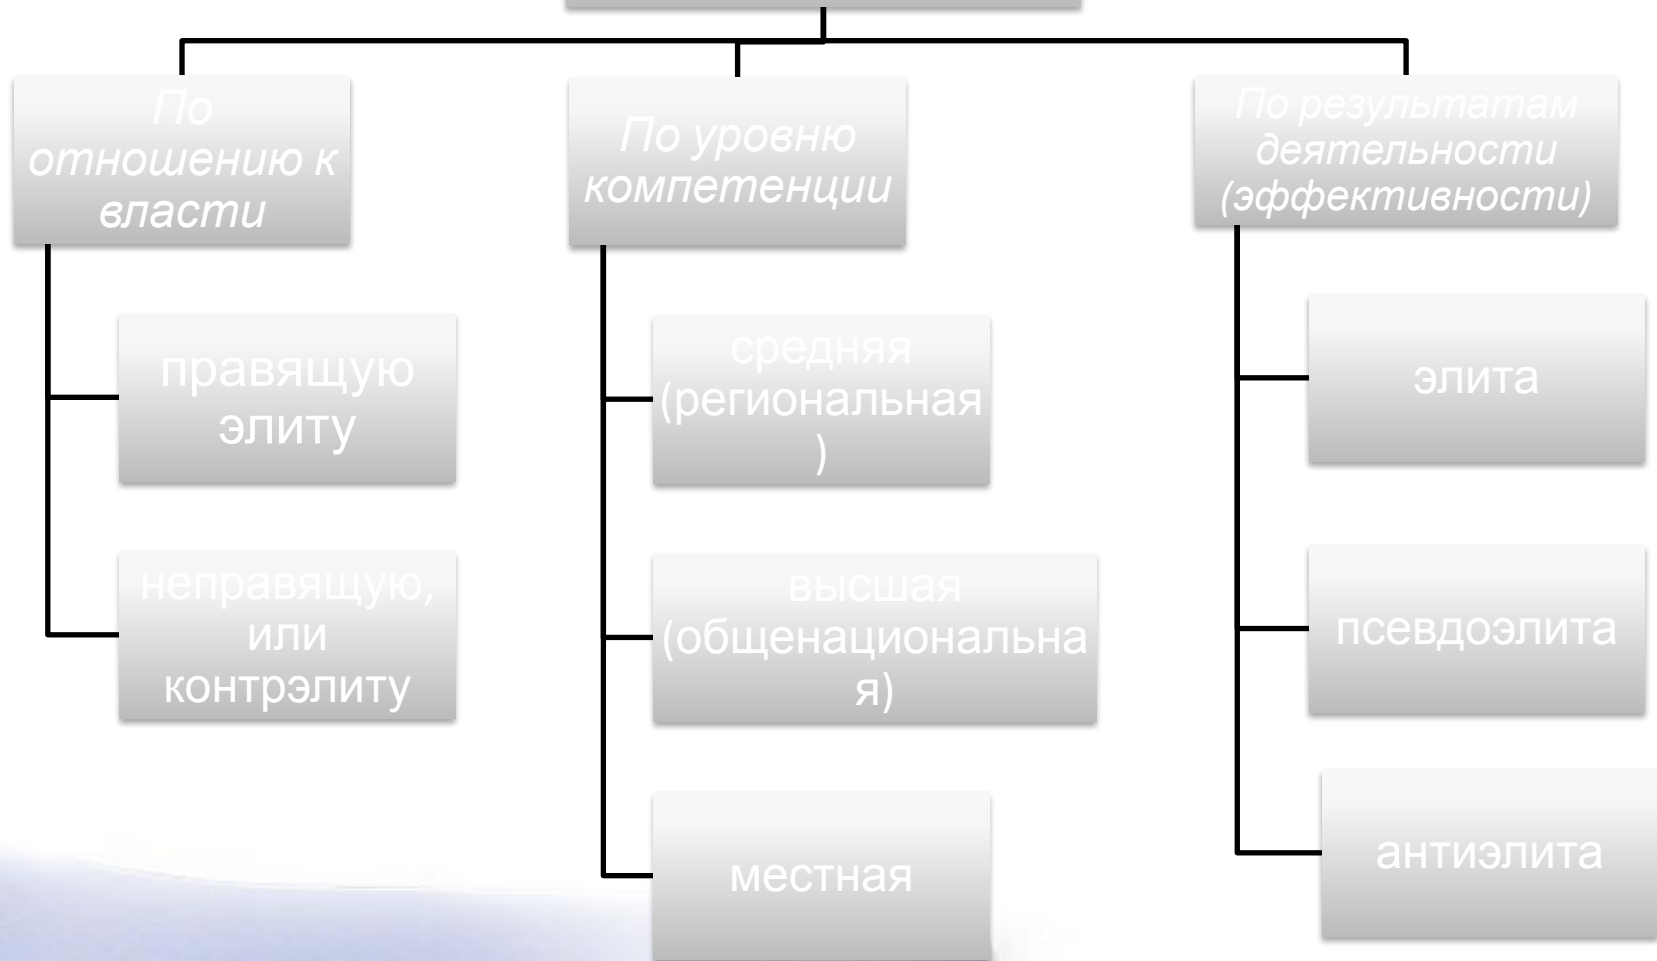 По
отношению к
власти
правящую
элиту
неправящую,
или
контрэлиту
По уровню
компетенции
средняя
(региональная
)
высшая
(общенациональна
я)
местная
По результатам
деятельности
(эффективности)
элита
псевдоэлита
антиэлита